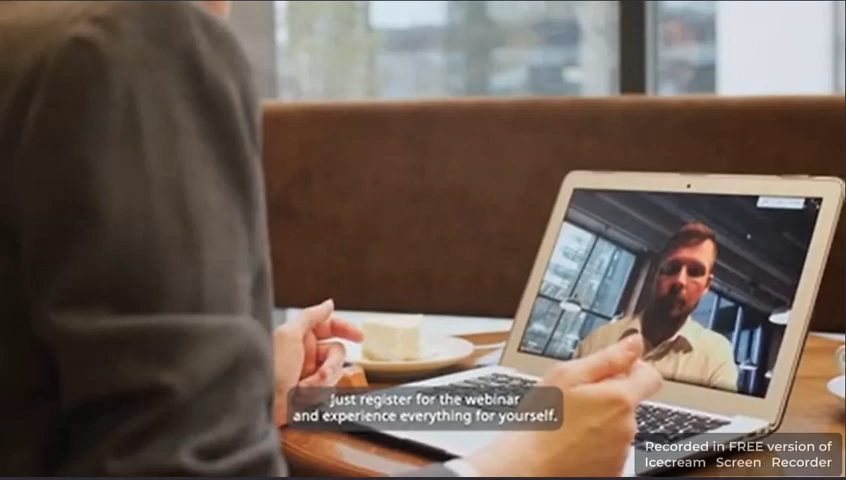 Just register for the webinar
and experience everything for yourself.
Recorded in FREE version of
Icecream Screen Recorder